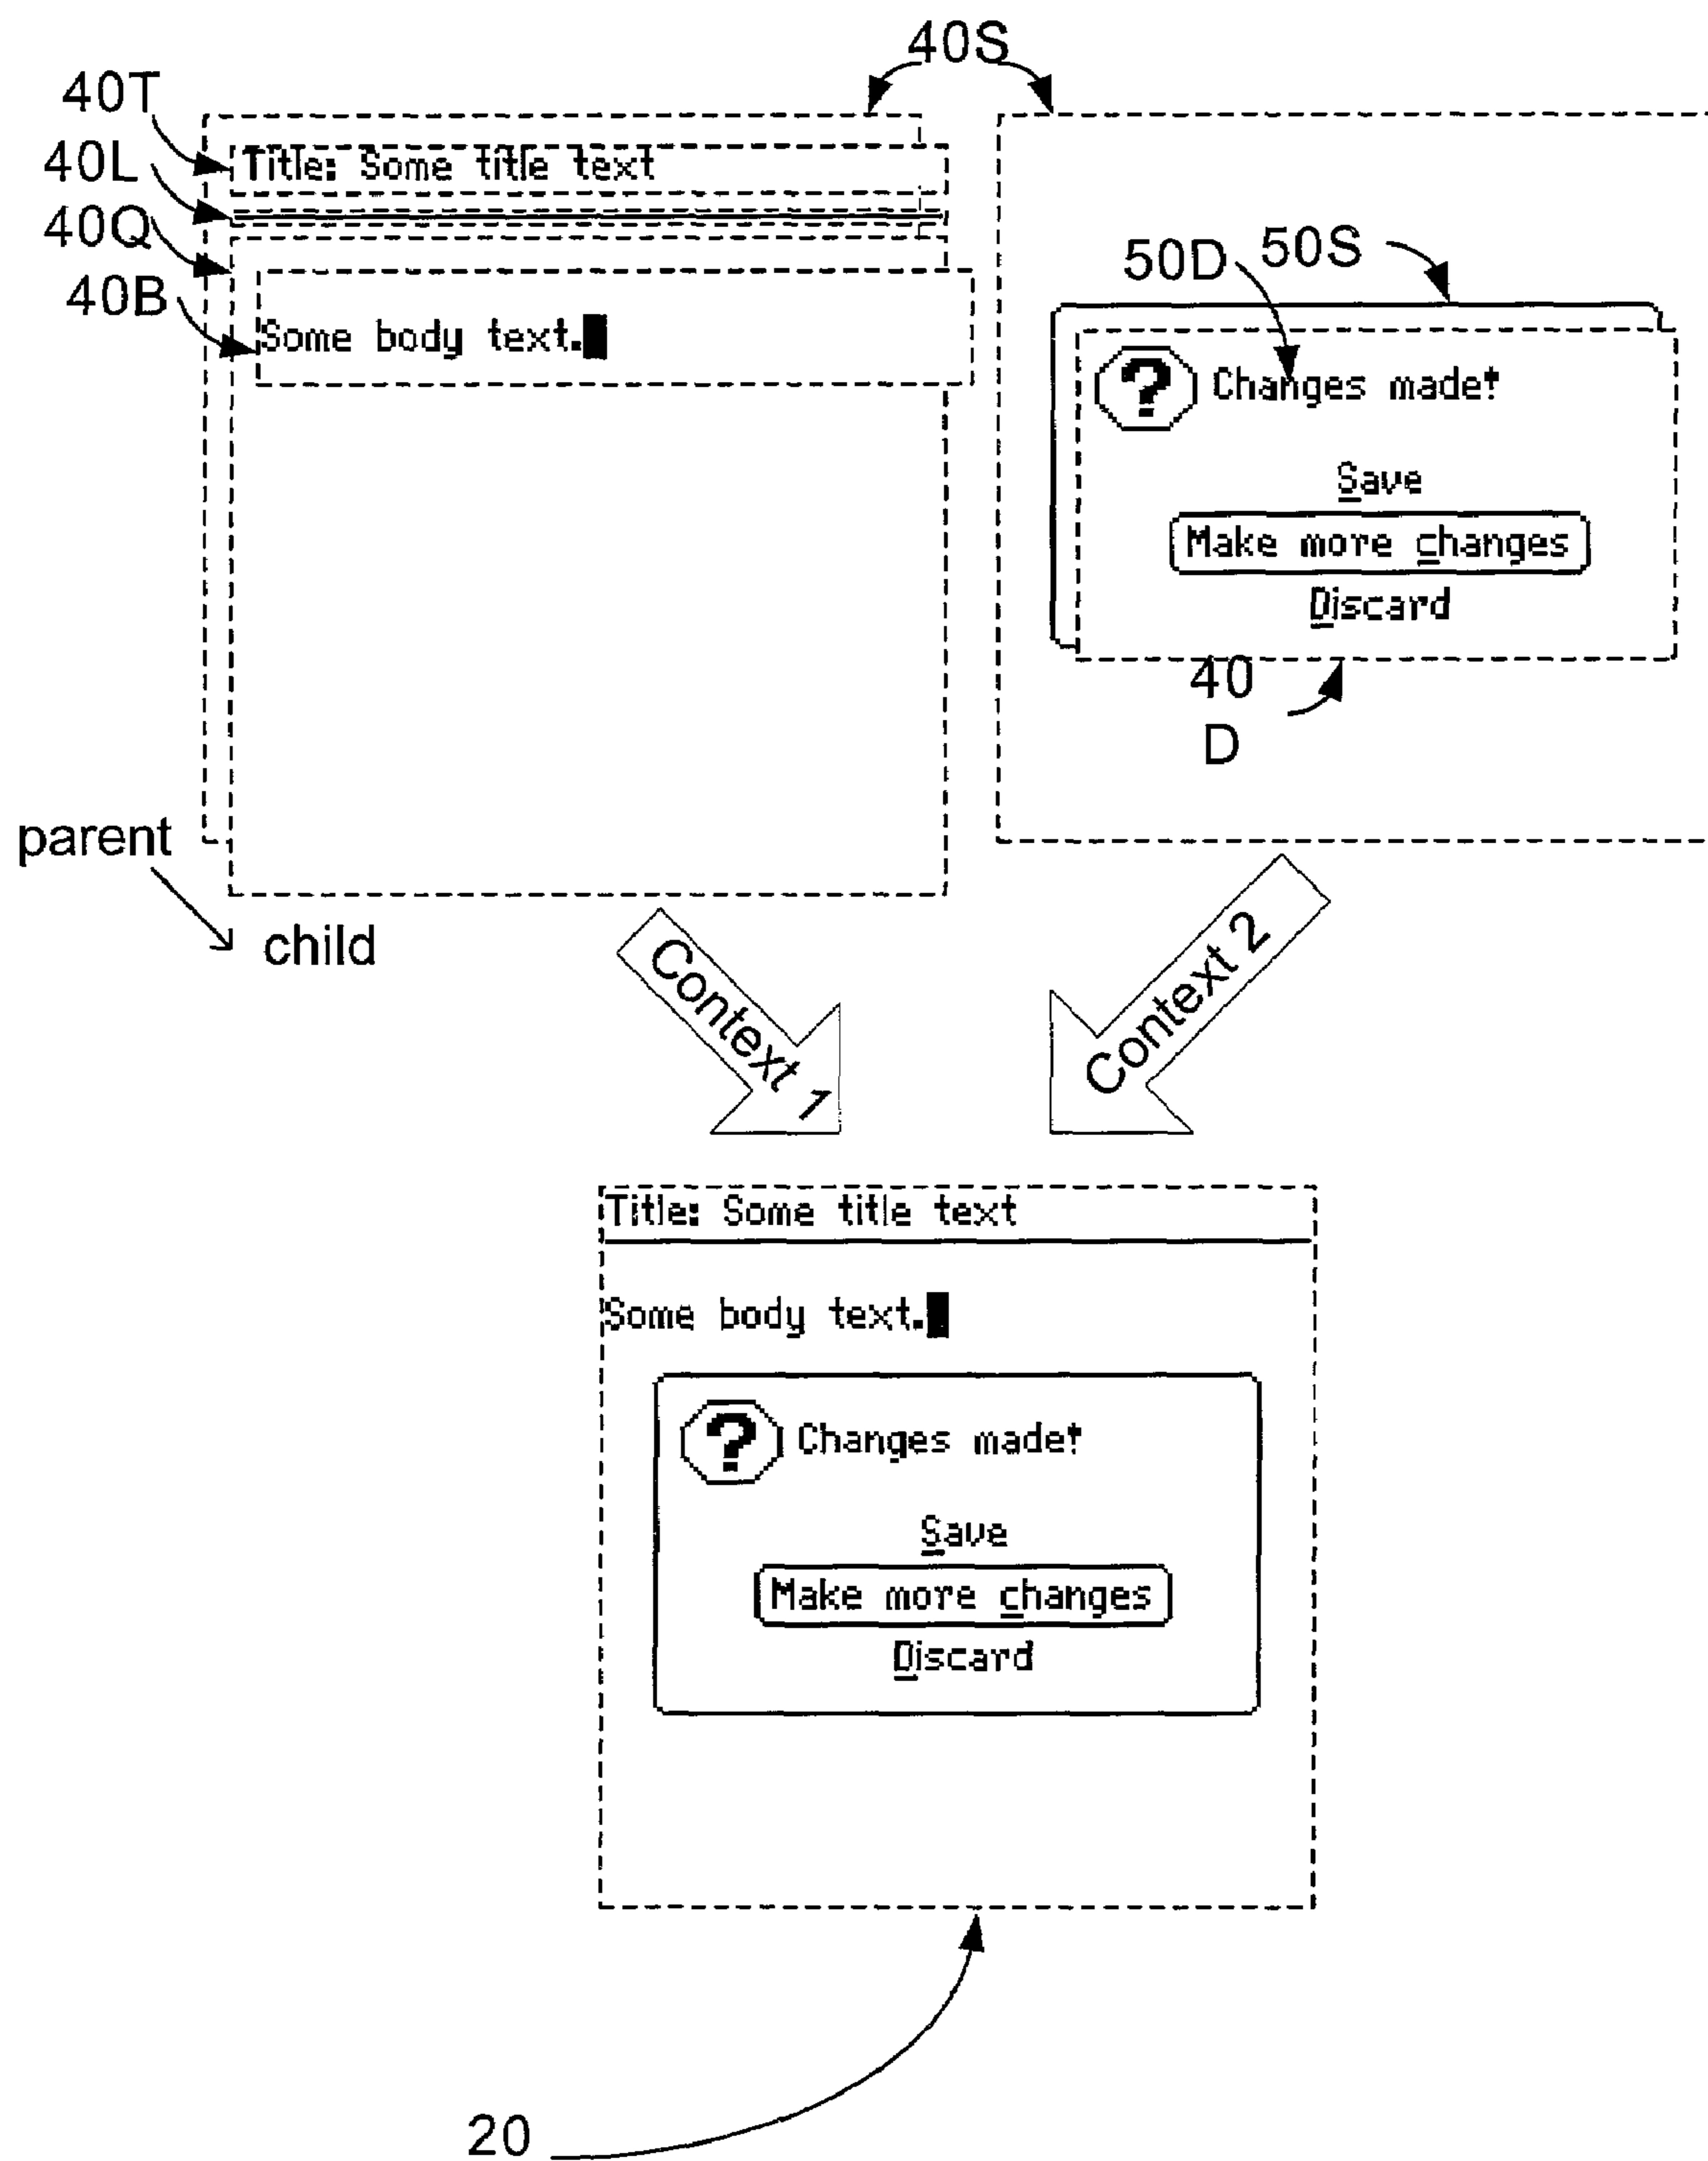 40S
40T
40L
40Q
40B
Title: Some title text
Some body text.
50D
50S
? Changes made!
Save
Make more changes
Discard
40
D
parent
child
Context 1
Context 2
Title: Some title text
Some body text.
? Changes made!
Save
Make more changes
Discard
20